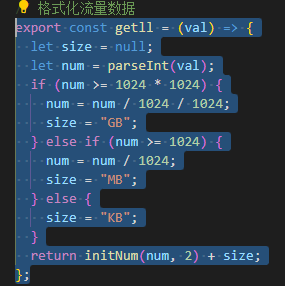 格式化流量数据
export const getll = (val) => {
  let size = null;
  let num = parseInt(val);
  if (num >= 1024 * 1024) {
    num = num / 1024 / 1024;
    size = "GB";
  } else if (num >= 1024) {
    num = num / 1024;
    size = "MB";
  } else {
    size = "KB";
  }
  return initNum(num, 2) + size;
};